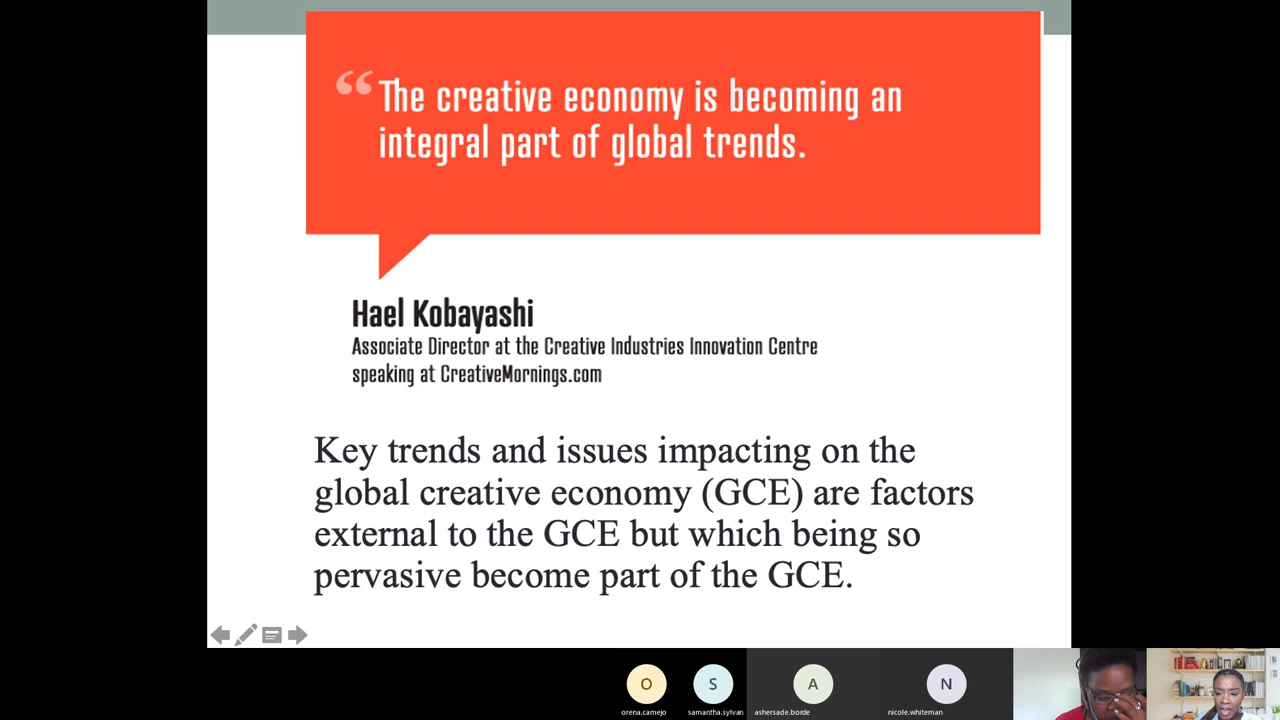 “The creative economy is becoming an
integral part of global trends.
Hael Kobayashi
Associate Director at the Creative Industries Innovation Centre
speaking at CreativeMornings.com
Key trends and issues impacting on the
global creative economy (GCE) are factors
external to the GCE but which being so
pervasive become part of the GCE.
O
S
A
N
orena.camejo
samantha.sylvan
ashersade.borde
nicole.whiteman